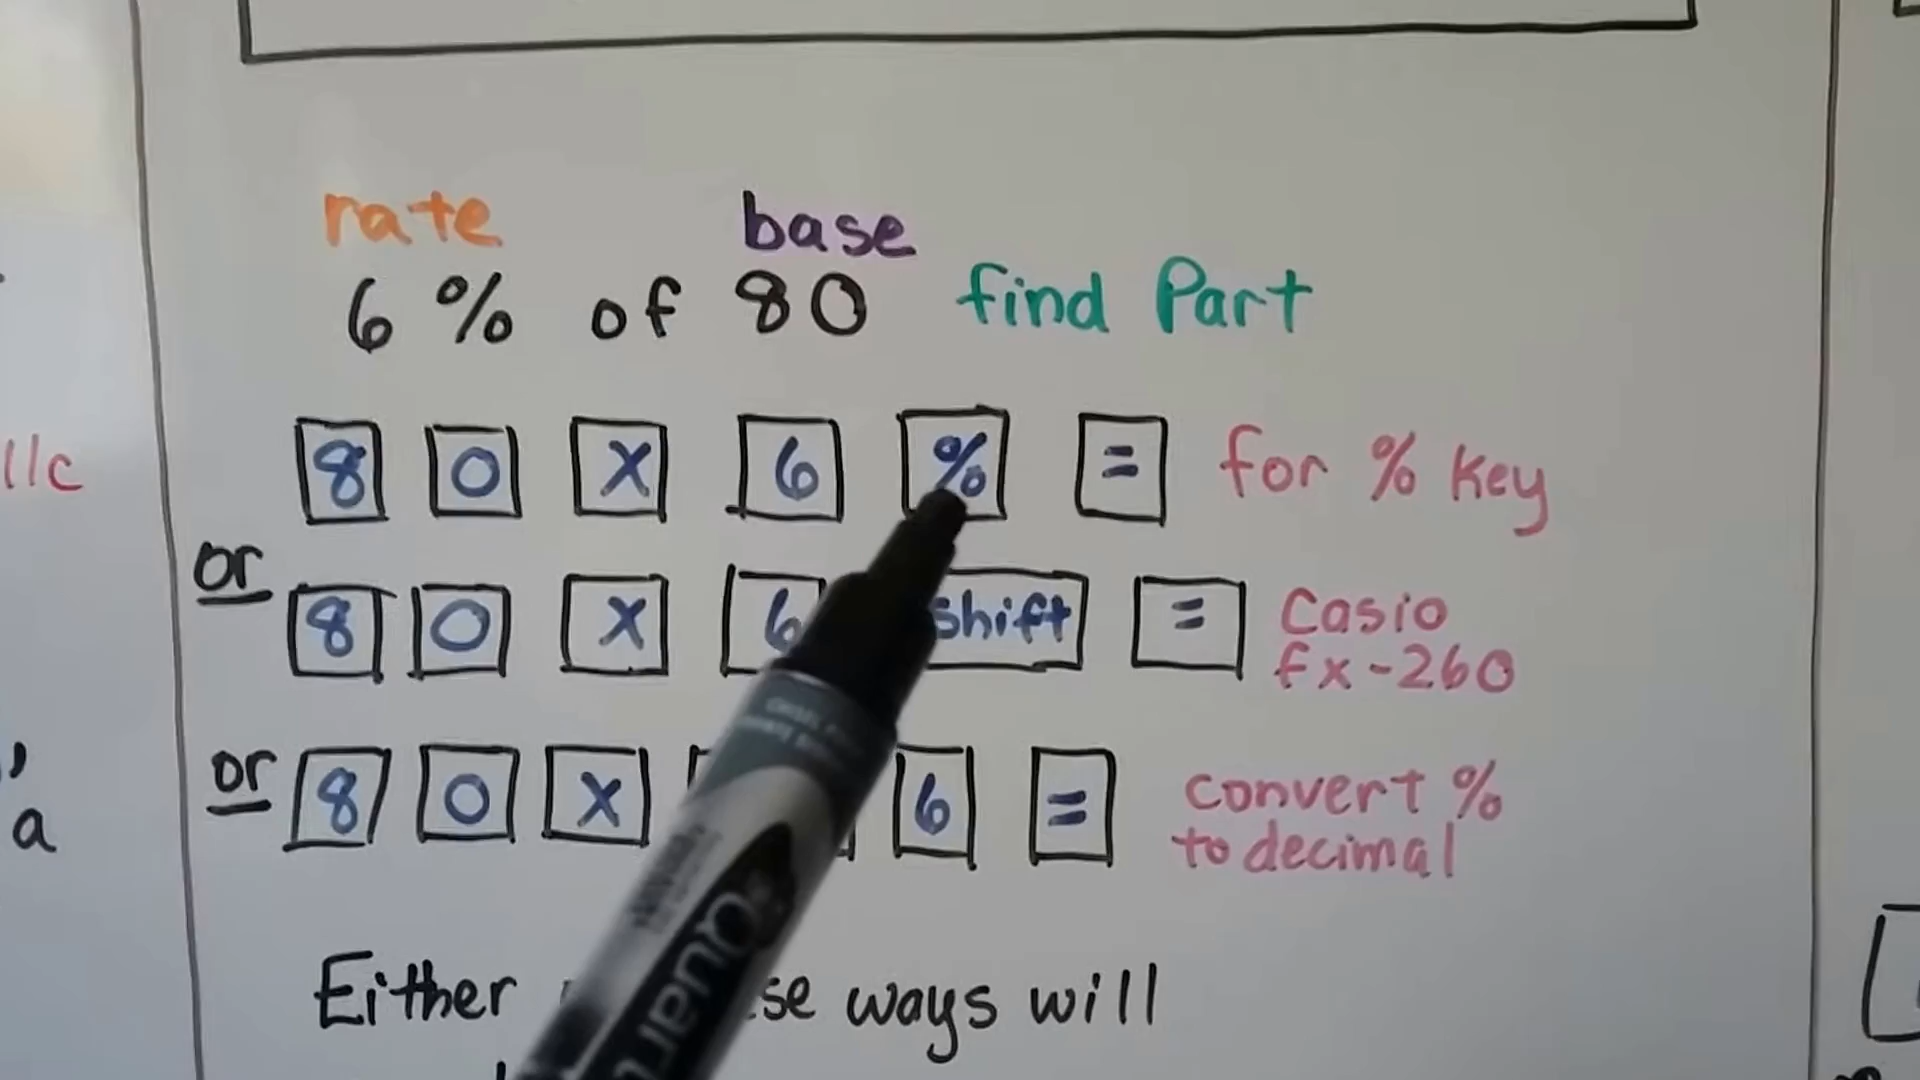 rate base
6% of 80 find Part
8 0 x 6 % = for % key
or
8 0 x 6 shift = Casio
fx-260
or 8 0 x 6 = convert %
to decimal
Either ways will
llc
,
a
Quart